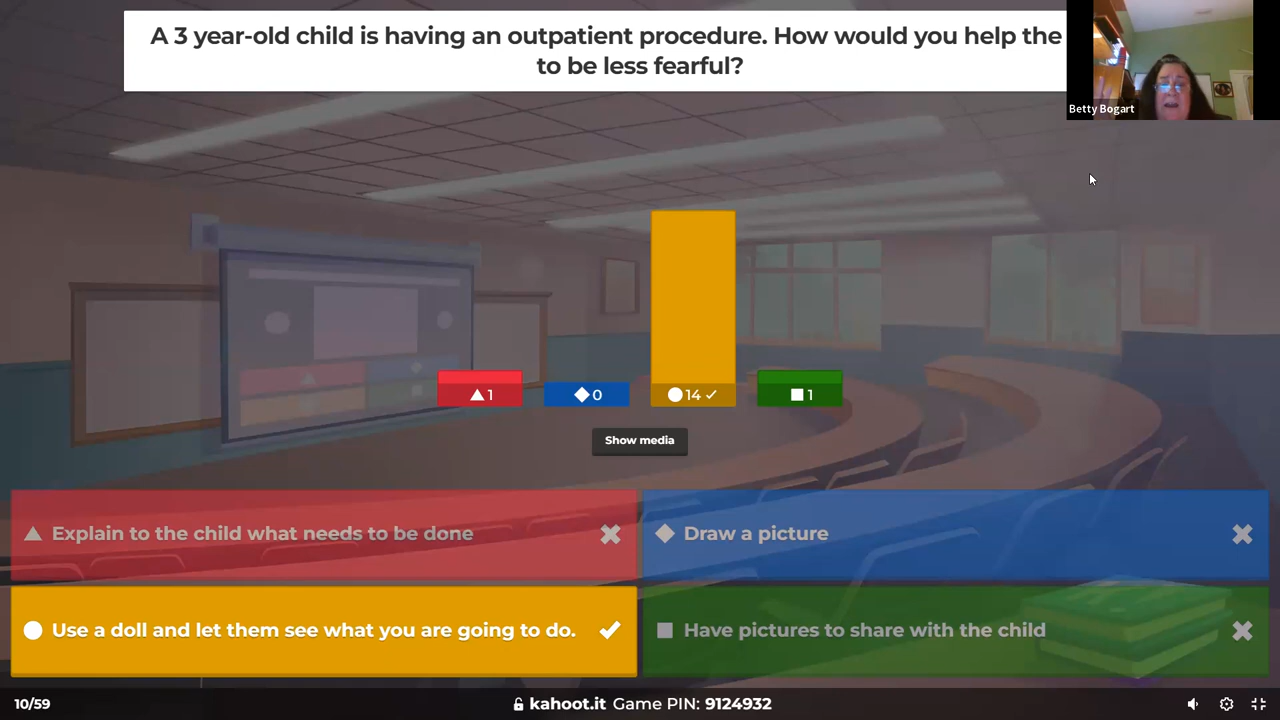 A 3 year-old child is having an outpatient procedure. How would you help the
to be less fearful?
Betty Bogart
1
0
14
1
Show media
Explain to the child what needs to be done
Draw a picture
Use a doll and let them see what you are going to do.
Have pictures to share with the child
10/59
kahoot.it Game PIN: 9124932